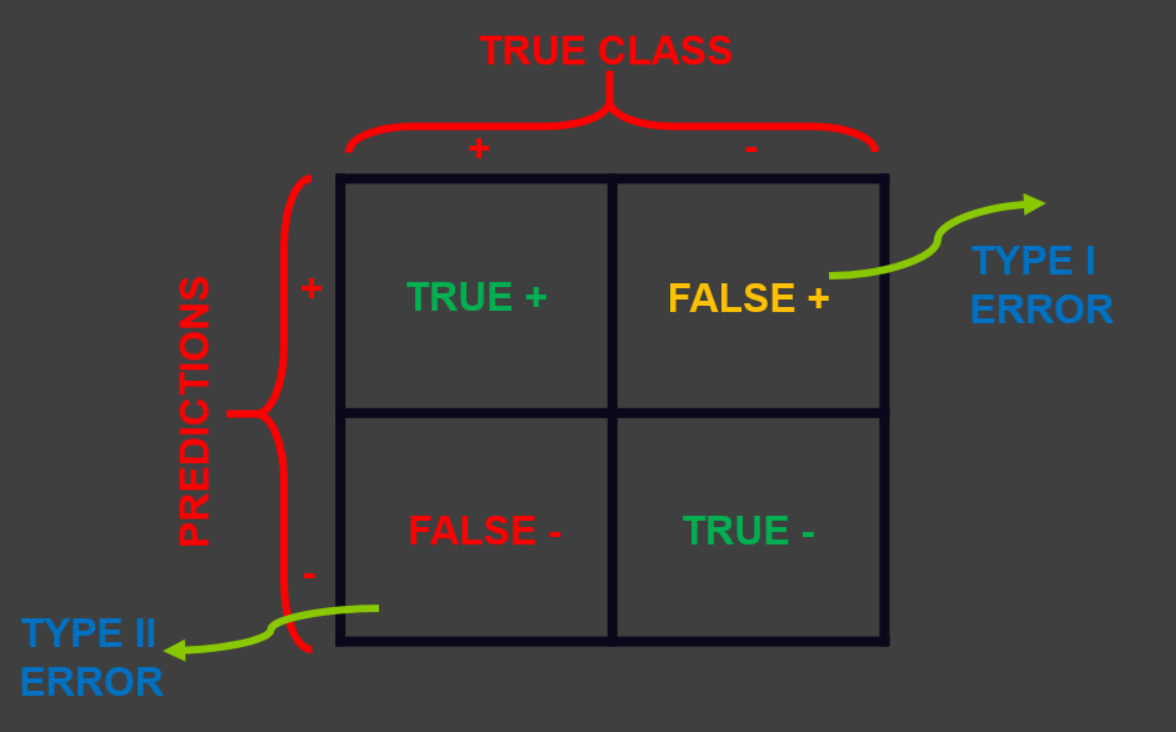 TRUE CLASS
+ -
+
TRUE + FALSE +
TYPE I
ERROR
PREDICTIONS
FALSE - TRUE -
-
TYPE II
ERROR